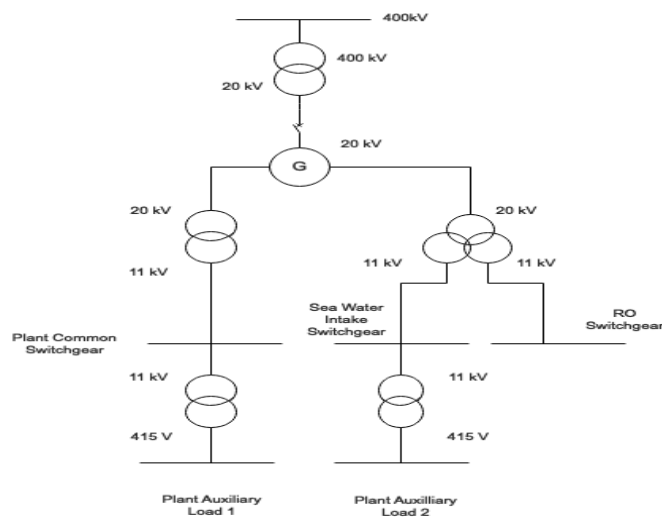 400kV
400 kV
20 kV
20 kV
G
20 kV
20 kV
11 kV
11 kV
11 kV
Sea Water
Intake
Switchgear
RO
Switchgear
Plant Common
Switchgear
11 kV
11 kV
415 V
415 V
Plant Auxiliary
Load 1
Plant Auxilliary
Load 2